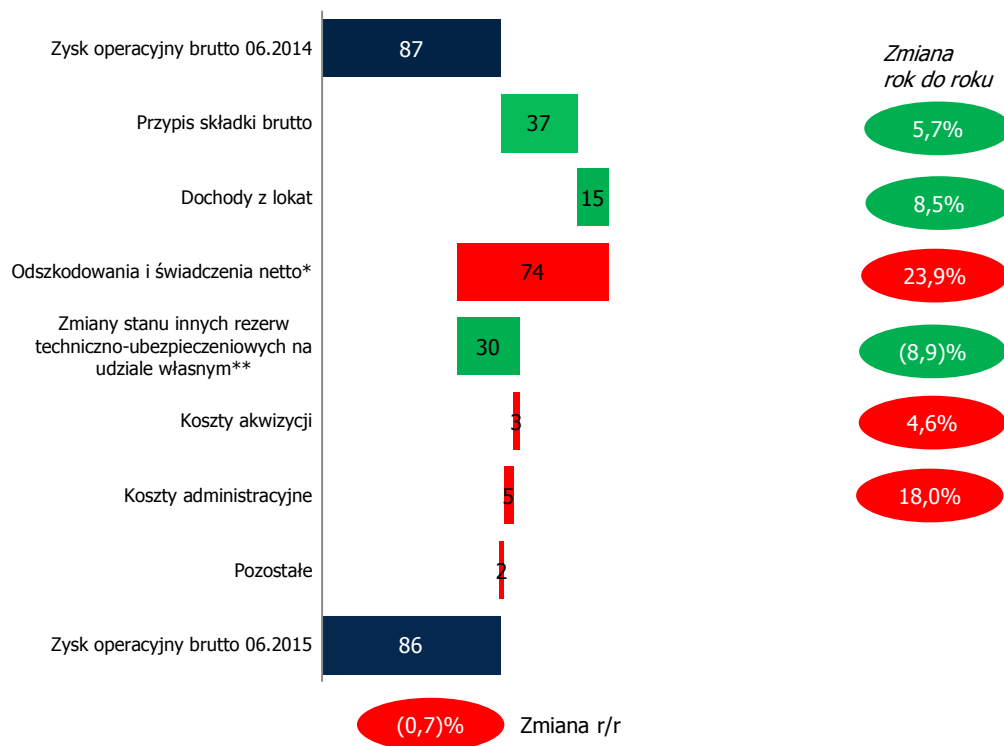 Zysk operacyjny brutto 06.2014
87
Zmiana
rok do roku
Przypis składki brutto
37
5,7%
Dochody z lokat
15
8,5%
Odszkodowania i świadczenia netto*
74
23,9%
Zmiany stanu innych rezerw
techniczno-ubezpieczeniowych na
udziale własnym**
30
(8,9)%
Koszty akwizycji
3
4,6%
Koszty administracyjne
5
18,0%
Pozostałe
2
Zysk operacyjny brutto 06.2015
86
(0,7)%
Zmiana r/r